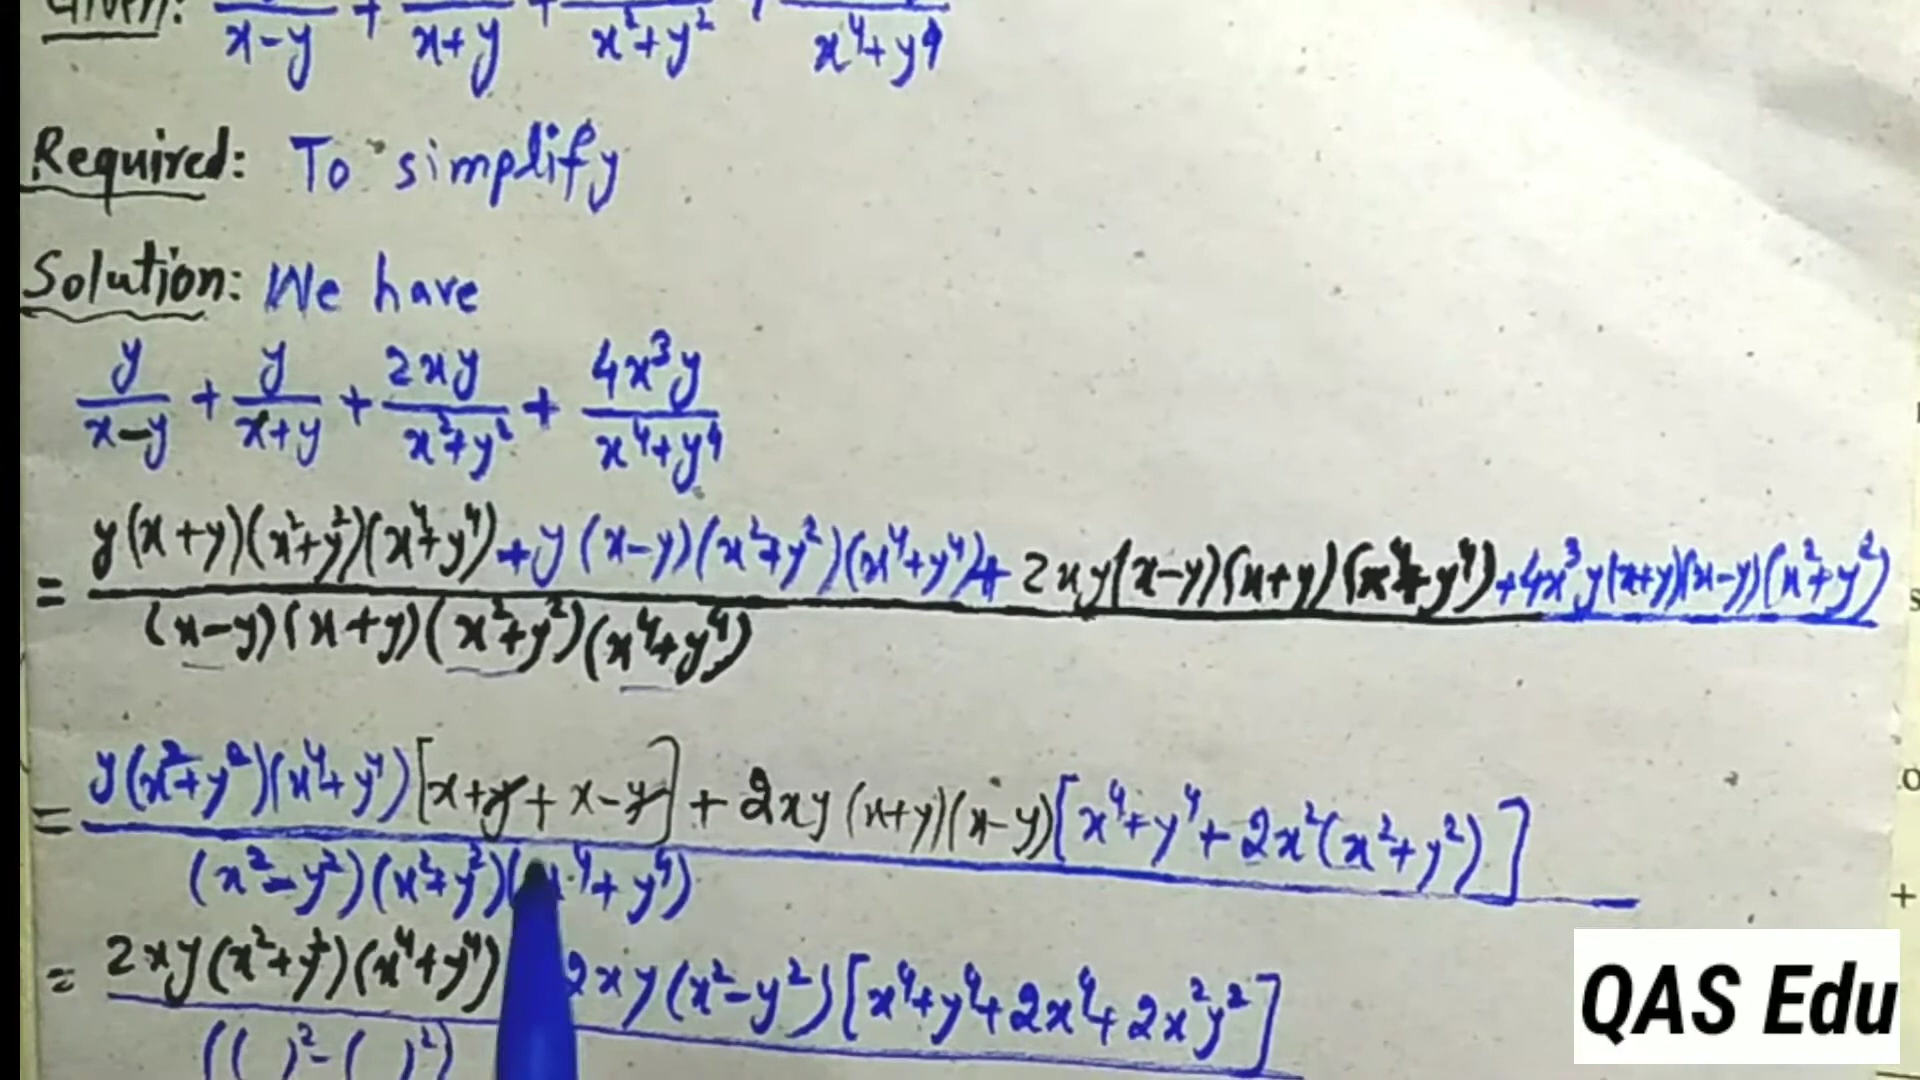 Given: y/(x-y) + y/(x+y) + 2xy/(x²+y²) + 4x³y/(x⁴+y⁴)
Required: To simplify
Solution: We have
y/(x-y) + y/(x+y) + 2xy/(x²+y²) + 4x³y/(x⁴+y⁴)
= y(x+y)(x²+y²)(x⁴+y⁴)+y(x-y)(x²+y²)(x⁴+y⁴)+2xy(x-y)(x+y)(x⁴+y⁴)+4x³y(x+y)(x-y)(x²+y²)
(x-y)(x+y)(x²+y²)(x⁴+y⁴)
= y(x²+y²)(x⁴+y⁴)[x+y+x-y]+2xy(x+y)(x-y)[x⁴+y⁴+2x²(x²+y²)]
(x²-y²)(x²+y²)(x⁴+y⁴)
= 2xy(x²+y²)(x⁴+y⁴) 2xy(x²-y²)[x⁴+y⁴+2x⁴+2x²y²]
(( )²-( )²)
QAS Edu